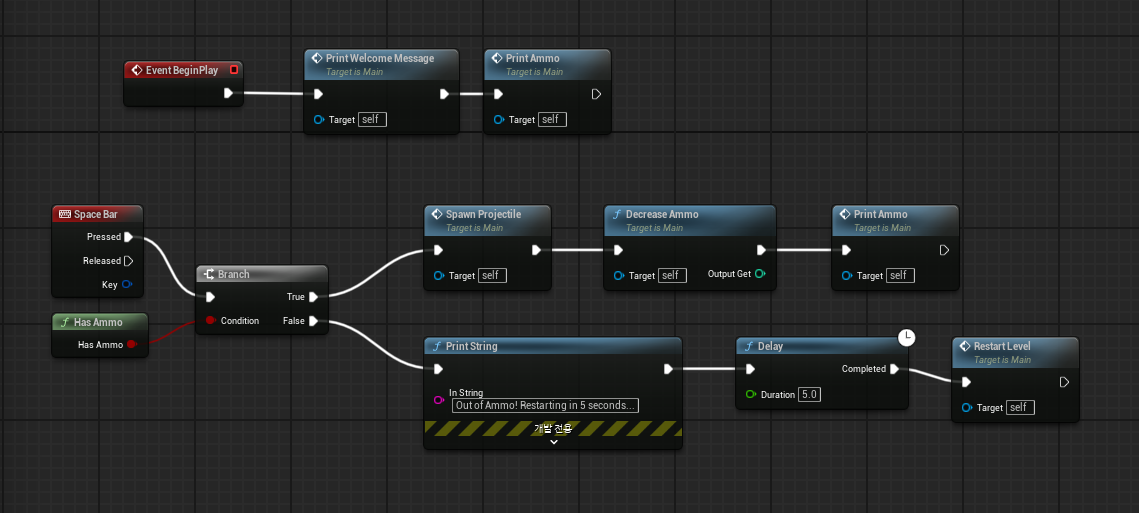 Event BeginPlay
Print Welcome Message
Target is Main
Target self
Print Ammo
Target is Main
Target self
Space Bar
Pressed
Released
Key
Has Ammo
Has Ammo
Branch
True
Condition False
Spawn Projectile
Target is Main
Target self
Decrease Ammo
Target is Main
Target self Output Get
Print Ammo
Target is Main
Target self
Print String
In String
Out of Ammo! Restarting in 5 seconds...
개발 전용
Delay
Completed
Duration 5.0
Restart Level
Target is Main
Target self